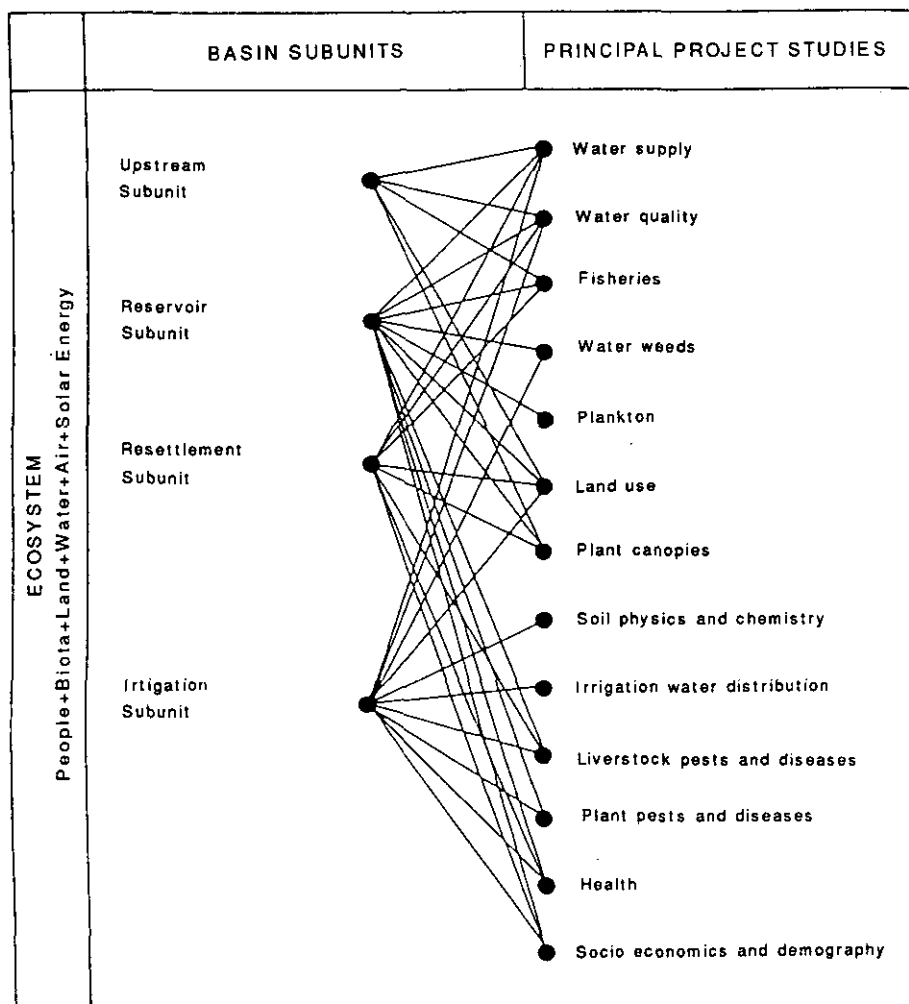 BASIN SUBUNITS
PRINCIPAL PROJECT STUDIES
ECOSYSTEM
People+Biota+Land+Water+Air+Solar Energy
Upstream
Subunit
Reservoir
Subunit
Resettlement
Subunit
Irtigation
Subunit
Water supply
Water quality
Fisheries
Water weeds
Plankton
Land use
Plant canopies
Soil physics and chemistry
Irrigation water distribution
Liverstock pests and diseases
Plant pests and diseases
Health
Socio economics and demography